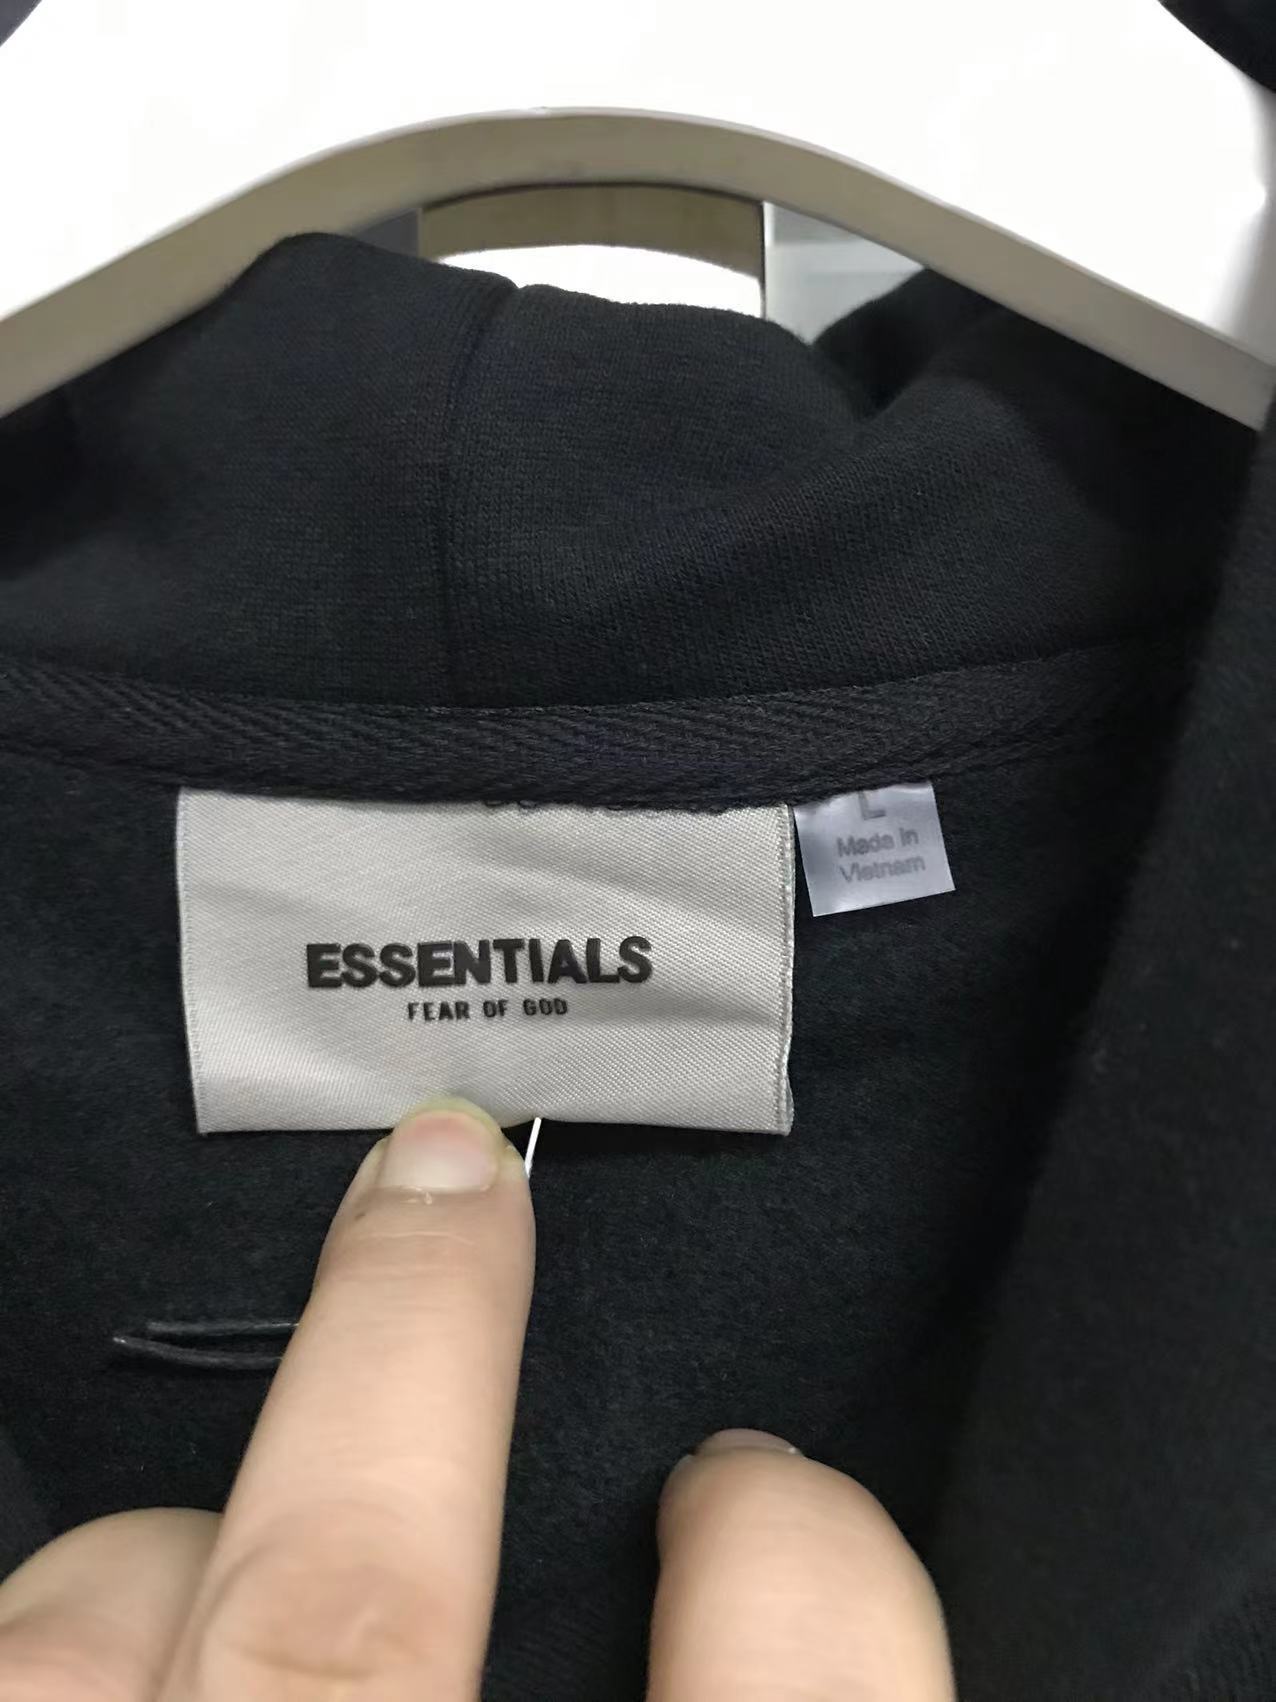 ESSENTIALS
FEAR OF GOD
L
Made in
Vietnam